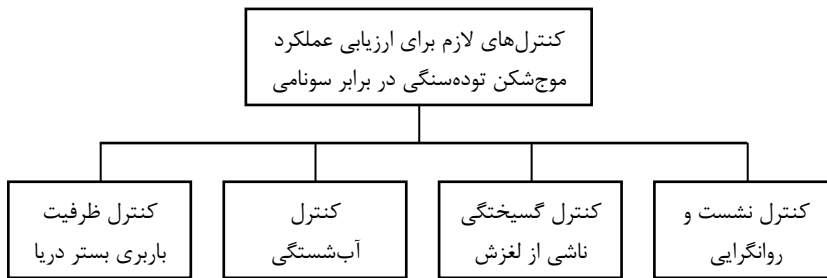 کنترل‌های لازم برای ارزیابی عملکرد
موج‌شکن توده‌سنگی در برابر سونامی
کنترل نشست و
روانگرایی
کنترل گسیختگی
ناشی از لغزش
کنترل
آب‌شستگی
کنترل ظرفیت
باربری بستر دریا